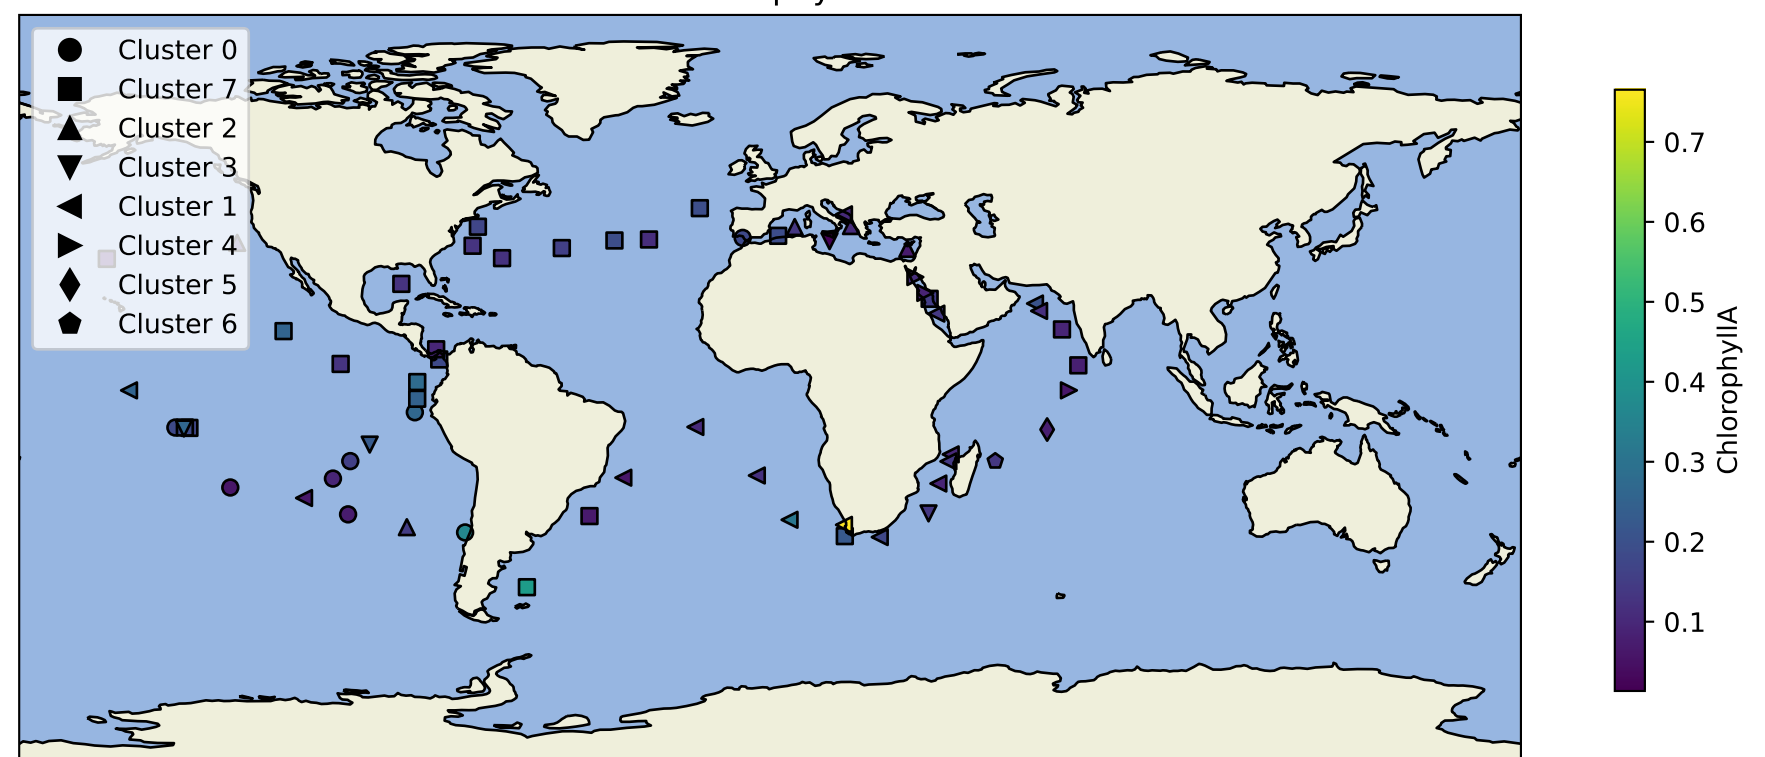 Cluster 0
Cluster 7
Cluster 2
Cluster 3
Cluster 1
Cluster 4
Cluster 5
Cluster 6
0.7
0.6
0.5
0.4
0.3
0.2
0.1
ChlorophyllA